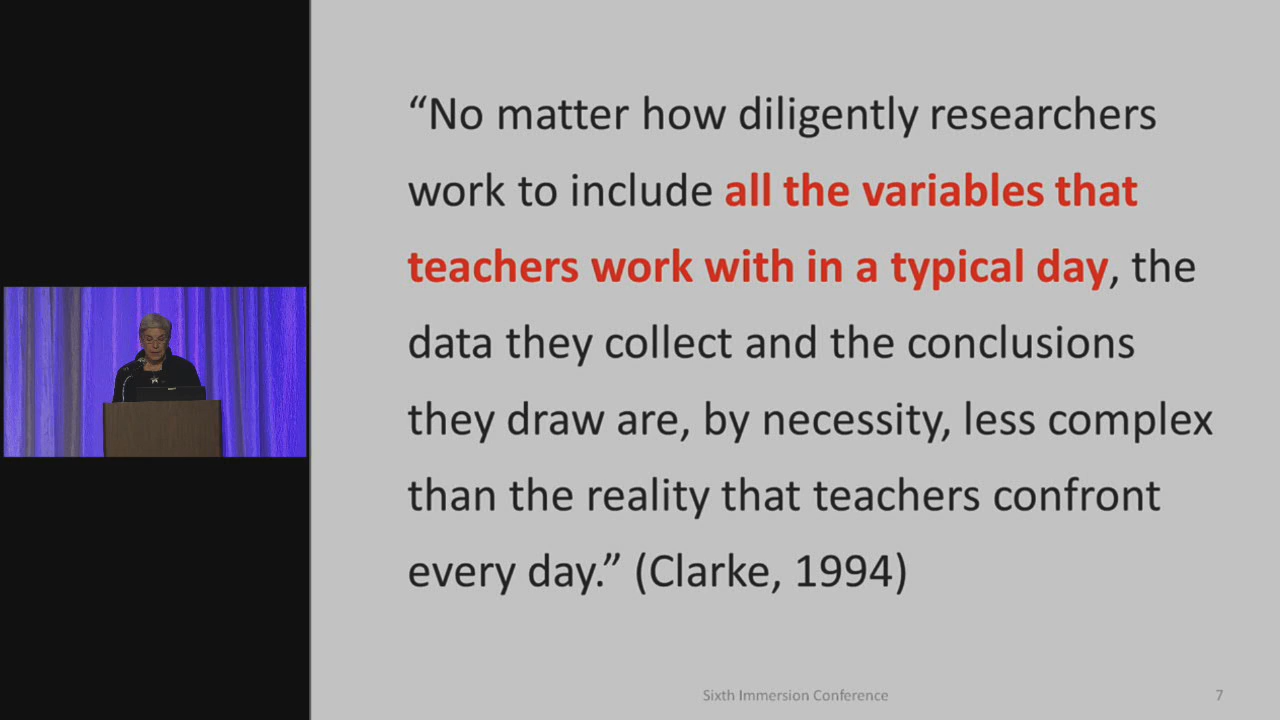 “No matter how diligently researchers
work to include all the variables that
teachers work with in a typical day, the
data they collect and the conclusions
they draw are, by necessity, less complex
than the reality that teachers confront
every day.” (Clarke, 1994)
Sixth Immersion Conference
7